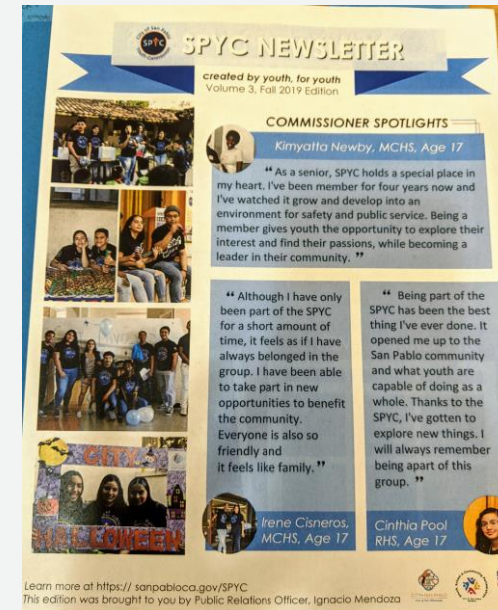 SPYC
SPYC NEWSLETTER
created by youth, for youth
Volume 3, Fall 2019 Edition
COMMISSIONER SPOTLIGHTS
Kimyatta Newby, MCHS, Age 17
“ As a senior, SPYC holds a special place in
my heart. I've been member for four years now and
I've watched it grow and develop into an
environment for safety and public service. Being a
member gives youth the opportunity to explore their
interest and find their passions, while becoming a
leader in their community. ”
“ Although I have only
been part of the SPYC
for a short amount of
time, it feels as if I have
always belonged in the
group. I have been able
to take part in new
opportunities to benefit
the community.
Everyone is also so
friendly and
it feels like family. ”
Irene Cisneros,
MCHS, Age 17
“ Being part of the
SPYC has been the best
thing I've ever done. It
opened me up to the
San Pablo community
and what youth are
capable of doing as a
whole. Thanks to the
SPYC, I've gotten to
explore new things. I
will always remember
being apart of this
group. ”
Cinthia Pool
RHS, Age 17
CITY
HALLOWEEN
Learn more at https:// sanpabloca.gov/SPYC
This edition was brought to you by Public Relations Officer, Ignacio Mendoza